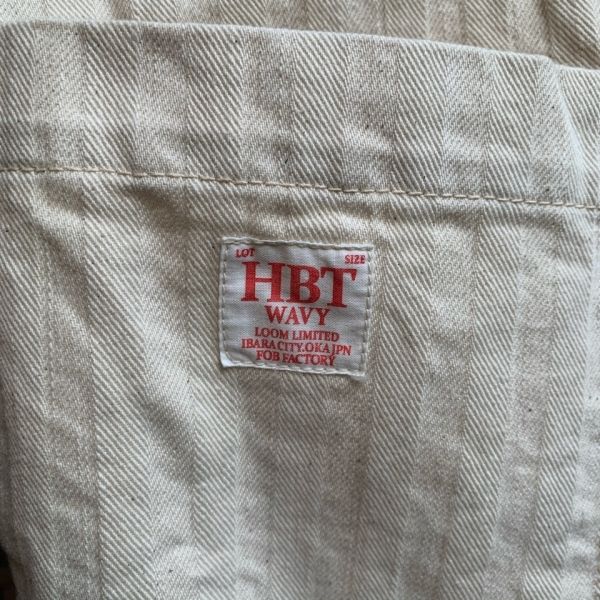 LOT SIZE
HBT
WAVY
LOOM LIMITED
IBARA CITY.OKA JPN
FOB FACTORY